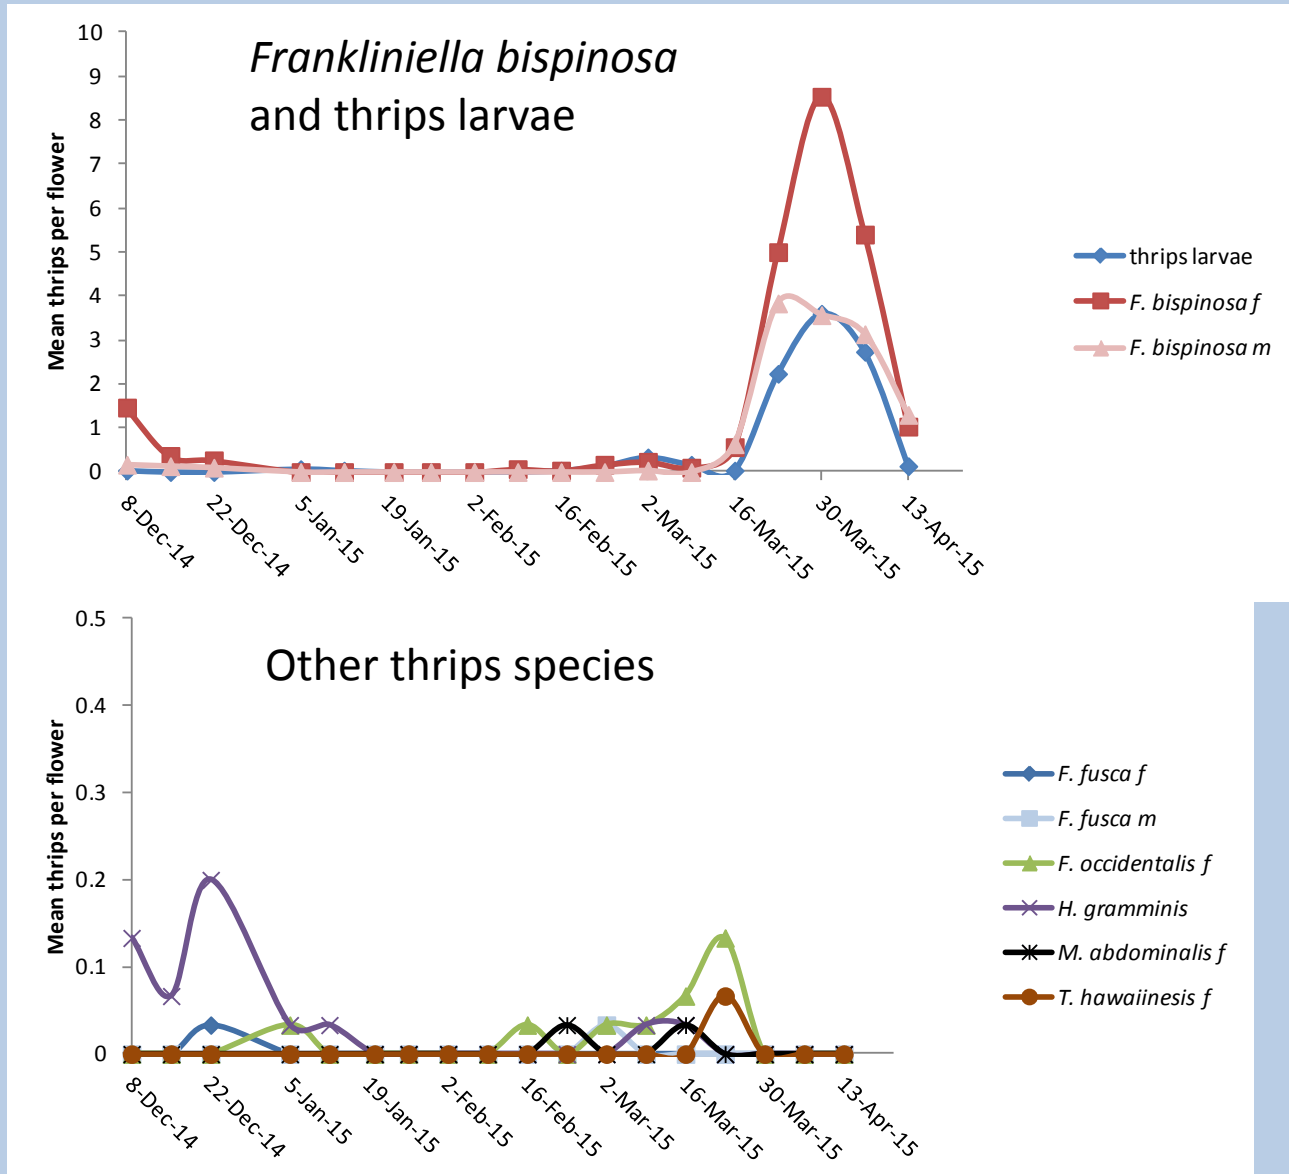 Frankliniella bispinosa
and thrips larvae
Mean thrips per flower
10
9
8
7
6
5
4
3
2
1
0
8-Dec-14
22-Dec-14
5-Jan-15
19-Jan-15
2-Feb-15
16-Feb-15
2-Mar-15
16-Mar-15
30-Mar-15
13-Apr-15
thrips larvae
F. bispinosa f
F. bispinosa m
Other thrips species
Mean thrips per flower
0.5
0.4
0.3
0.2
0.1
0
8-Dec-14
22-Dec-14
5-Jan-15
19-Jan-15
2-Feb-15
16-Feb-15
2-Mar-15
16-Mar-15
30-Mar-15
13-Apr-15
F. fusca f
F. fusca m
F. occidentalis f
H. gramminis
M. abdominalis f
T. hawaiinesis f